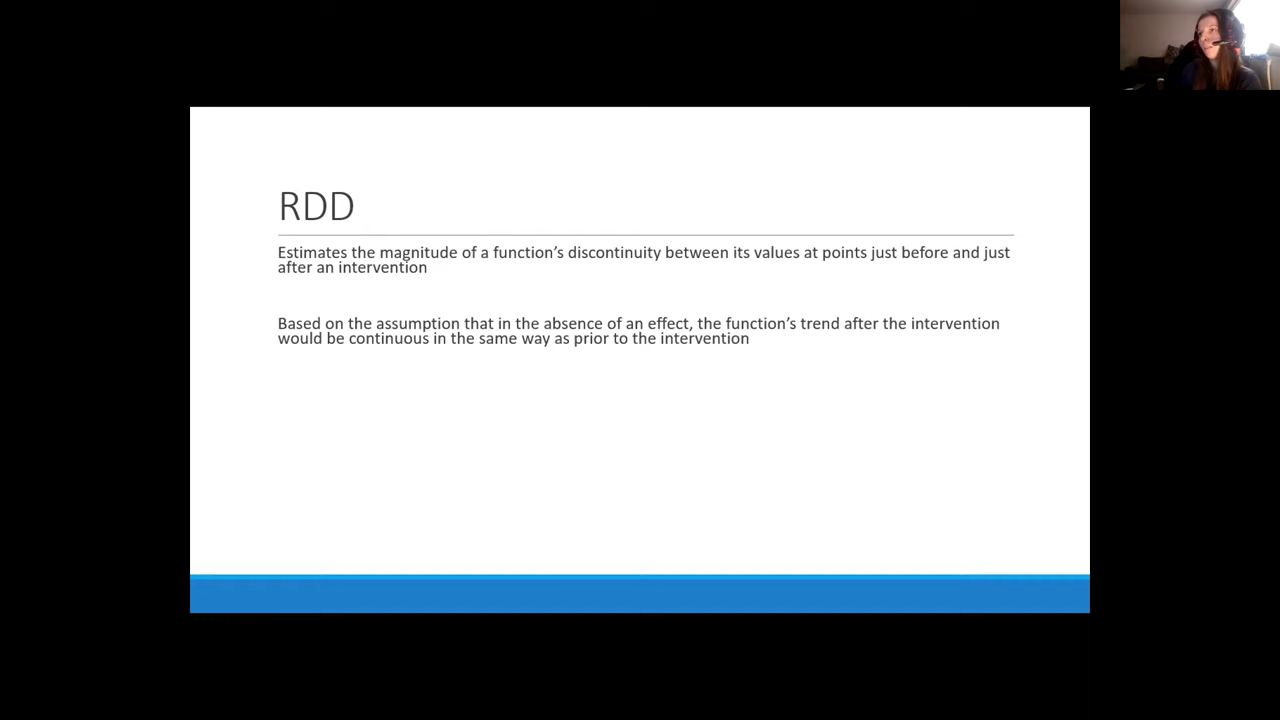 RDD
Estimates the magnitude of a function’s discontinuity between its values at points just before and just
after an intervention
Based on the assumption that in the absence of an effect, the function’s trend after the intervention
would be continuous in the same way as prior to the intervention